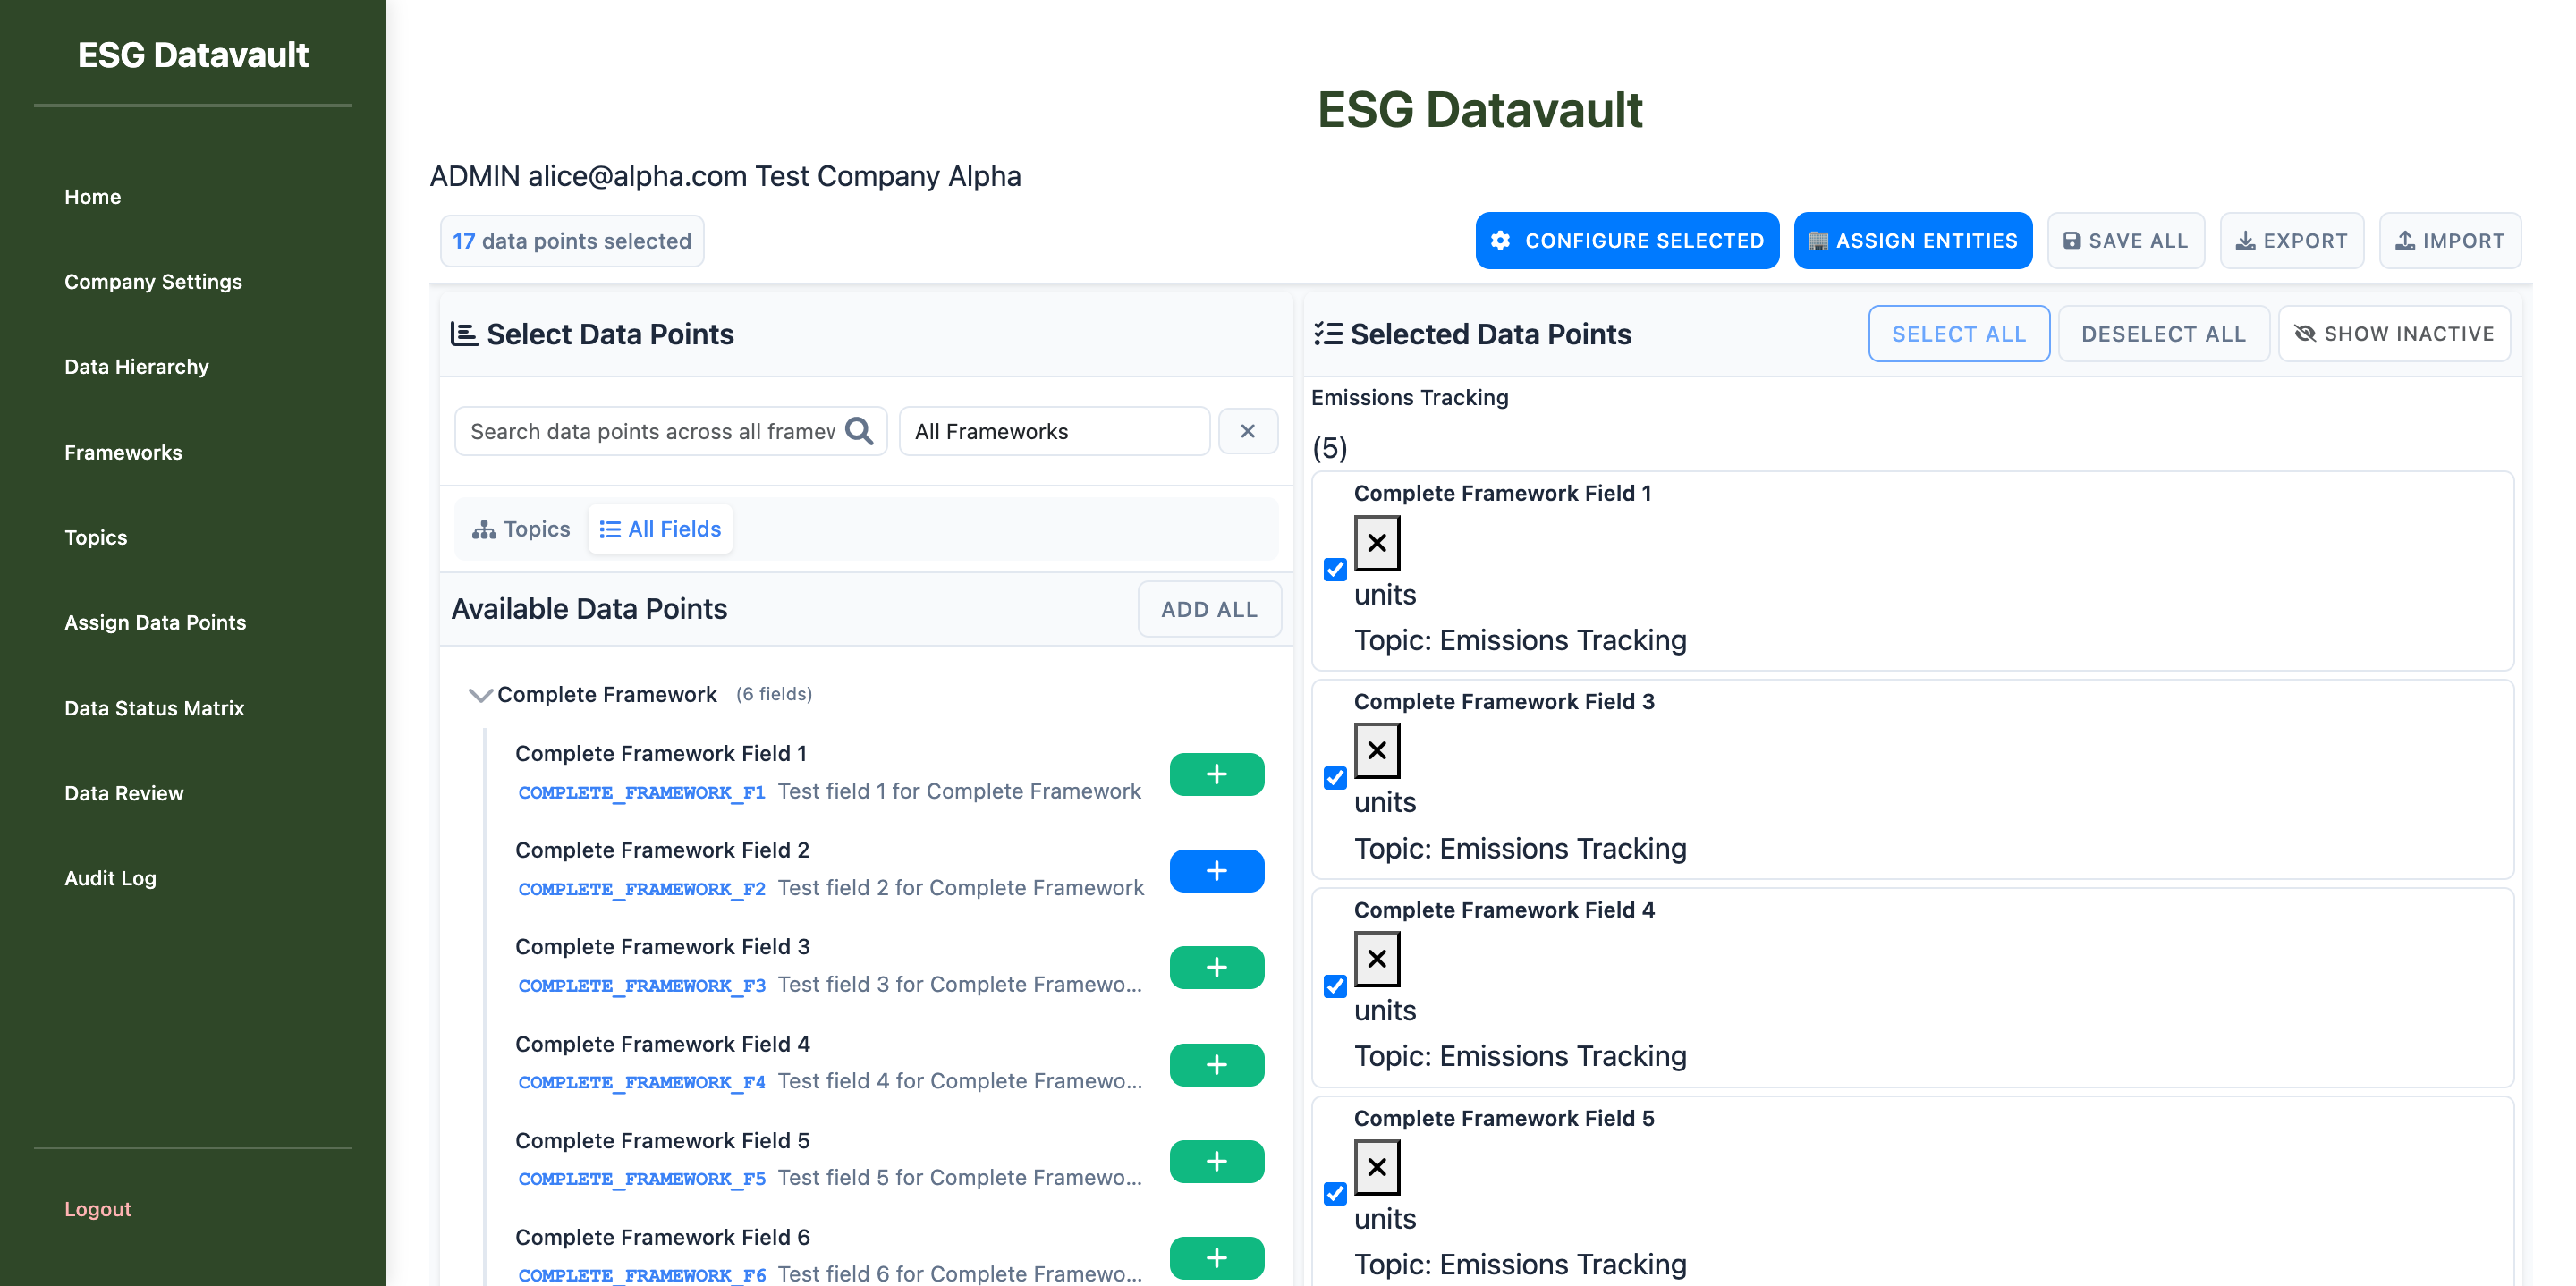 ESG Datavault
Home
Company Settings
Data Hierarchy
Frameworks
Topics
Assign Data Points
Data Status Matrix
Data Review
Audit Log
Logout
ESG Datavault
ADMIN alice@alpha.com Test Company Alpha
17 data points selected
CONFIGURE SELECTED
ASSIGN ENTITIES
SAVE ALL
EXPORT
IMPORT
Select Data Points
Search data points across all framew
All Frameworks
Topics
All Fields
Available Data Points
ADD ALL
Complete Framework (6 fields)
Complete Framework Field 1
COMPLETE_FRAMEWORK_F1 Test field 1 for Complete Framework
Complete Framework Field 2
COMPLETE_FRAMEWORK_F2 Test field 2 for Complete Framework
Complete Framework Field 3
COMPLETE_FRAMEWORK_F3 Test field 3 for Complete Framewo...
Complete Framework Field 4
COMPLETE_FRAMEWORK_F4 Test field 4 for Complete Framewo...
Complete Framework Field 5
COMPLETE_FRAMEWORK_F5 Test field 5 for Complete Framewo...
Complete Framework Field 6
COMPLETE_FRAMEWORK_F6 Test field 6 for Complete Framewo...
Selected Data Points
SELECT ALL
DESELECT ALL
SHOW INACTIVE
Emissions Tracking
(5)
Complete Framework Field 1
units
Topic: Emissions Tracking
Complete Framework Field 3
units
Topic: Emissions Tracking
Complete Framework Field 4
units
Topic: Emissions Tracking
Complete Framework Field 5
units
Topic: Emissions Tracking